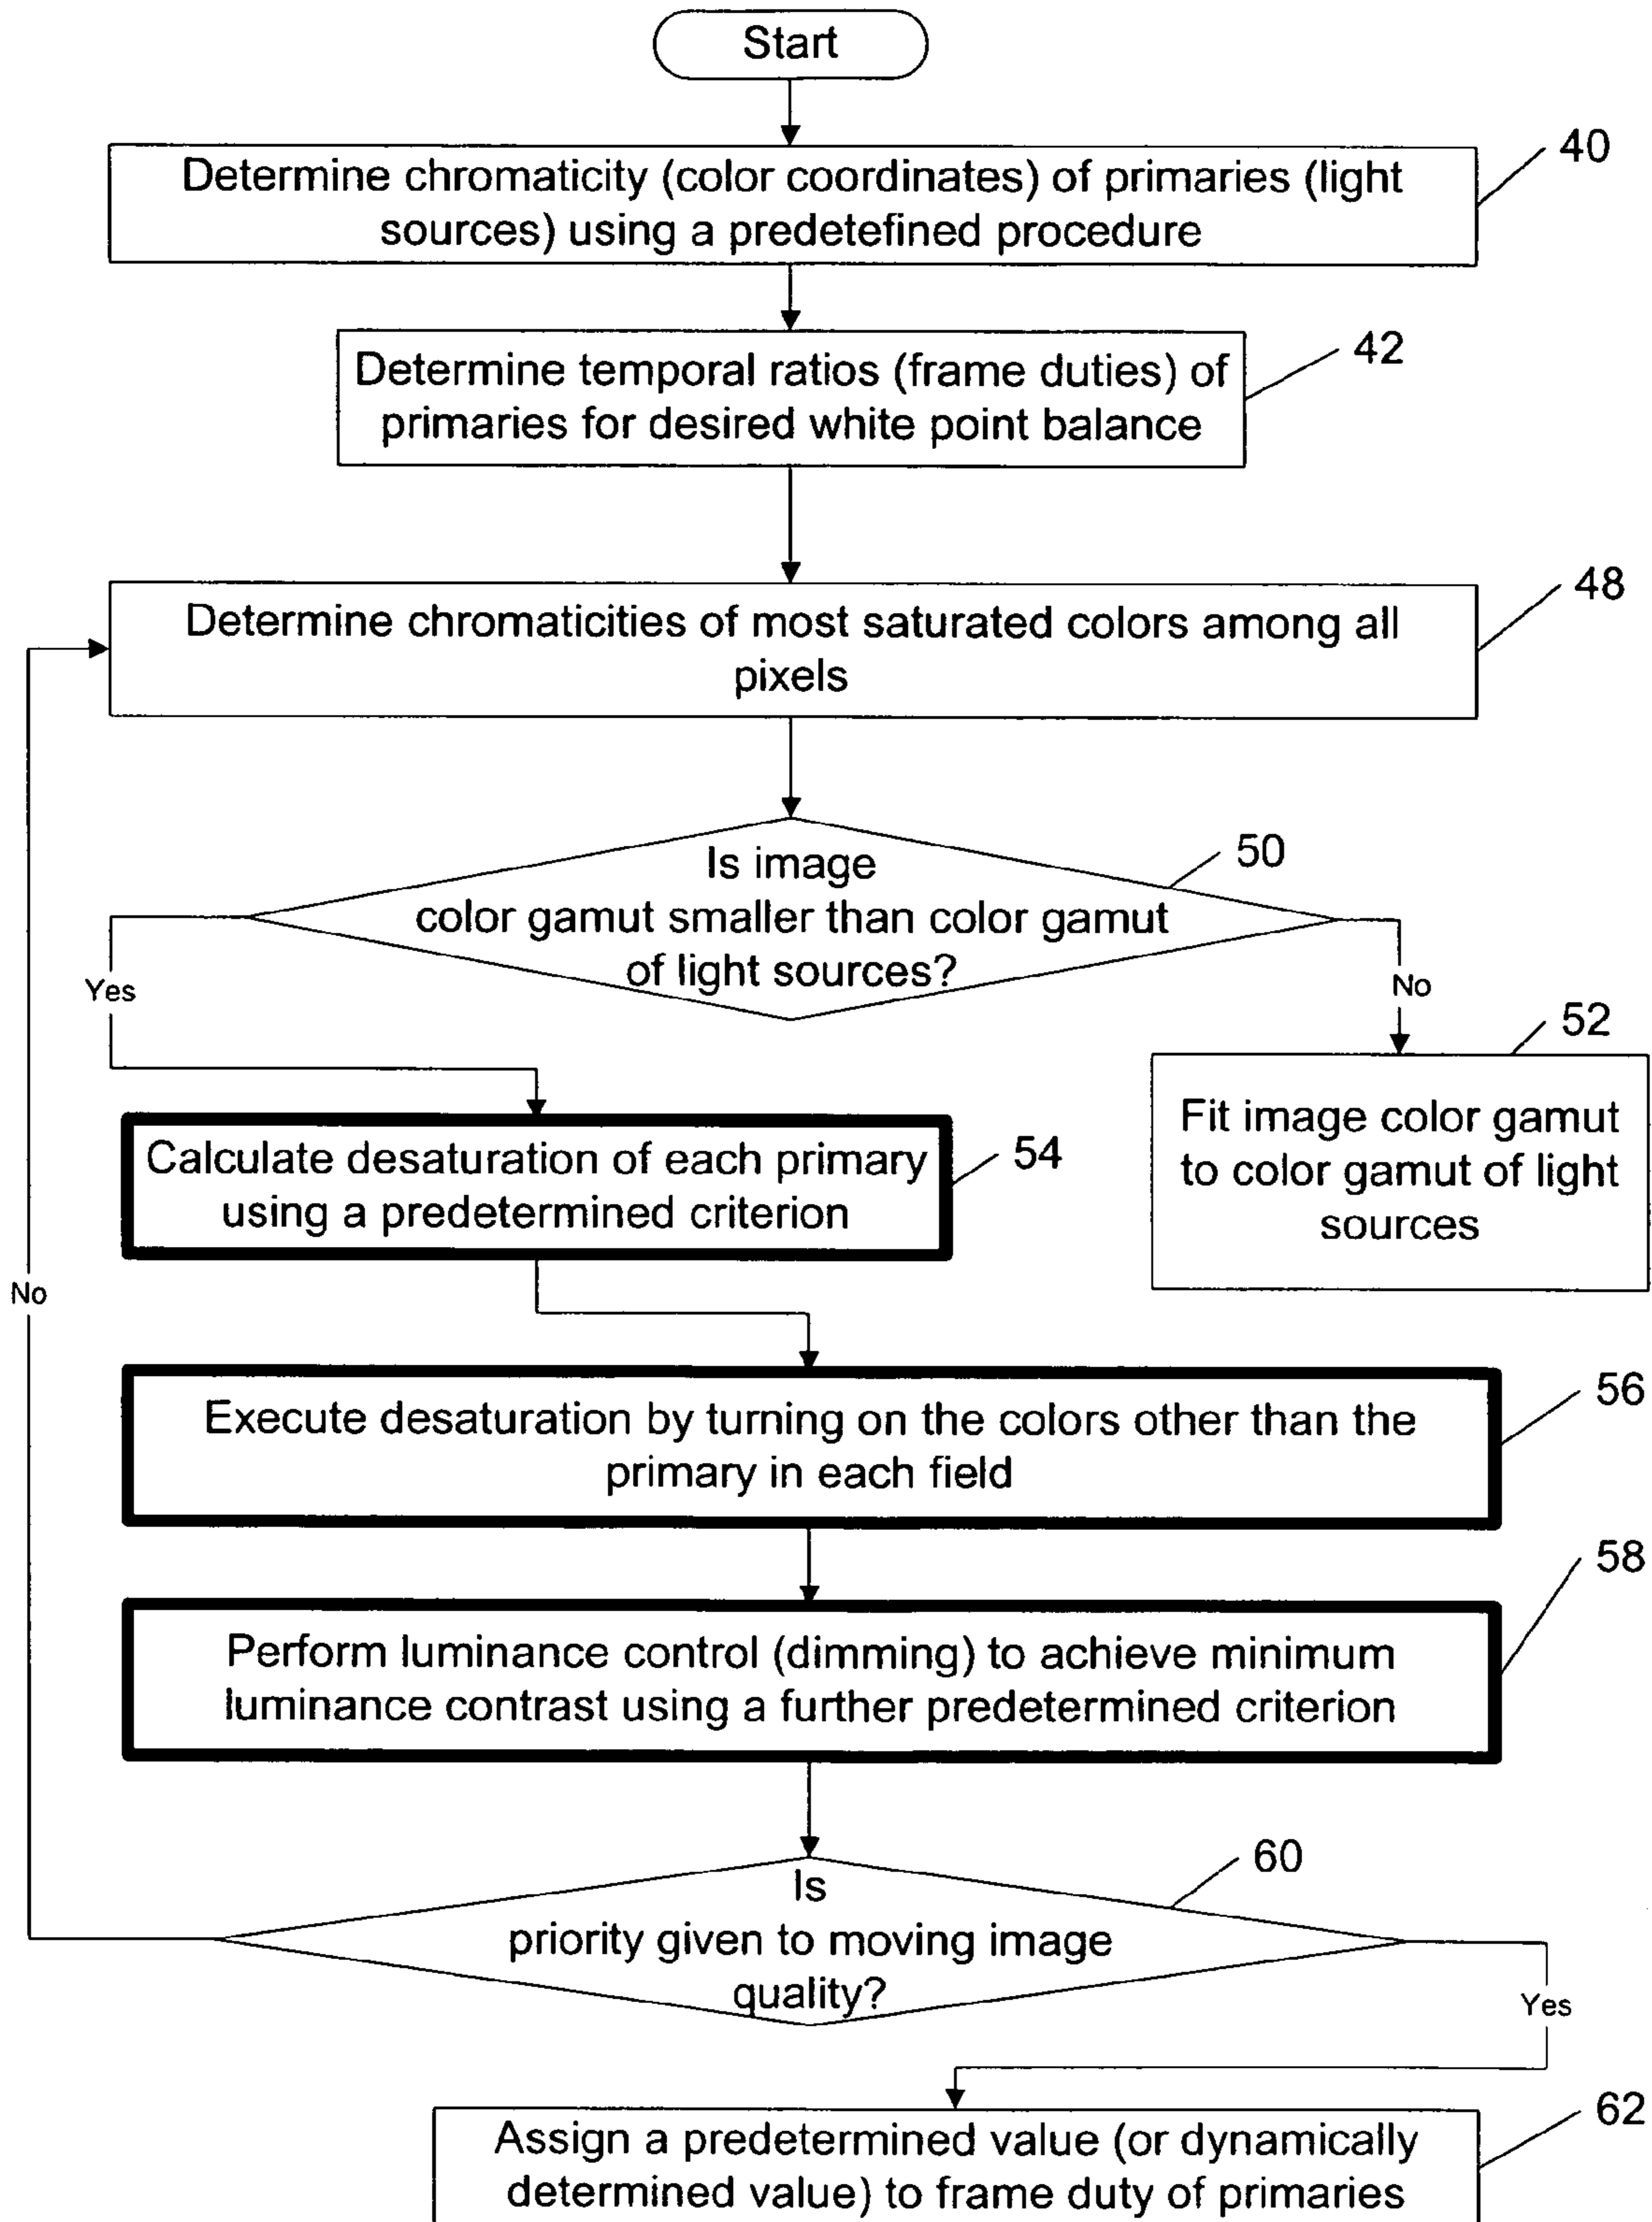 Start
40
Determine chromaticity (color coordinates) of primaries (light
sources) using a predetefined procedure
42
Determine temporal ratios (frame duties) of
primaries for desired white point balance
48
Determine chromaticities of most saturated colors among all
pixels
50
Is image
color gamut smaller than color gamut
of light sources?
Yes
No
52
Fit image color gamut
to color gamut of light
sources
54
Calculate desaturation of each primary
using a predetermined criterion
No
56
Execute desaturation by turning on the colors other than the
primary in each field
58
Perform luminance control (dimming) to achieve minimum
luminance contrast using a further predetermined criterion
60
Is
priority given to moving image
quality?
Yes
62
Assign a predetermined value (or dynamically
determined value) to frame duty of primaries